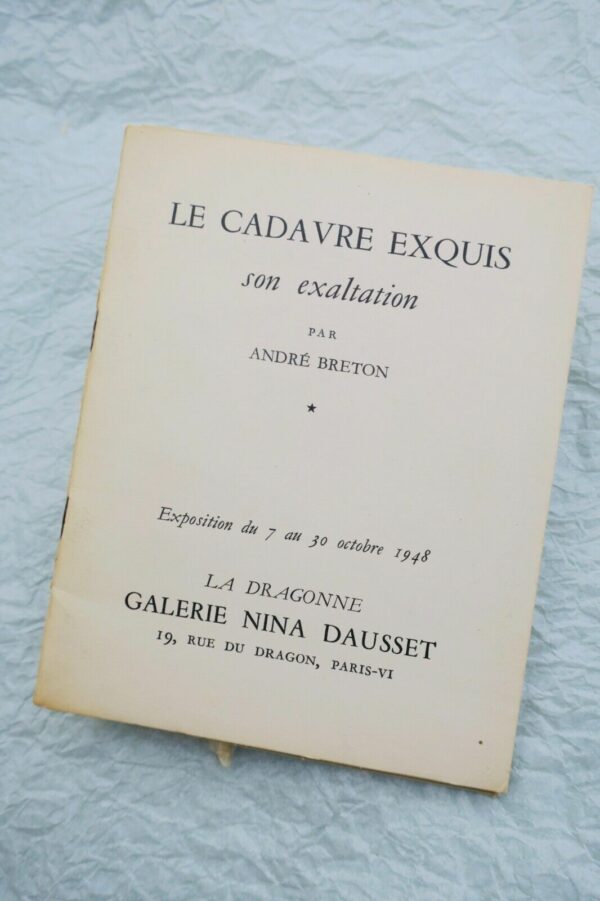 LE CADAVRE EXQUIS
son exaltation
PAR
ANDRÉ BRETON
★
Exposition du 7 au 30 octobre 1948
LA DRAGONNE
GALERIE NINA DAUSSET
19, RUE DU DRAGON, PARIS-VI